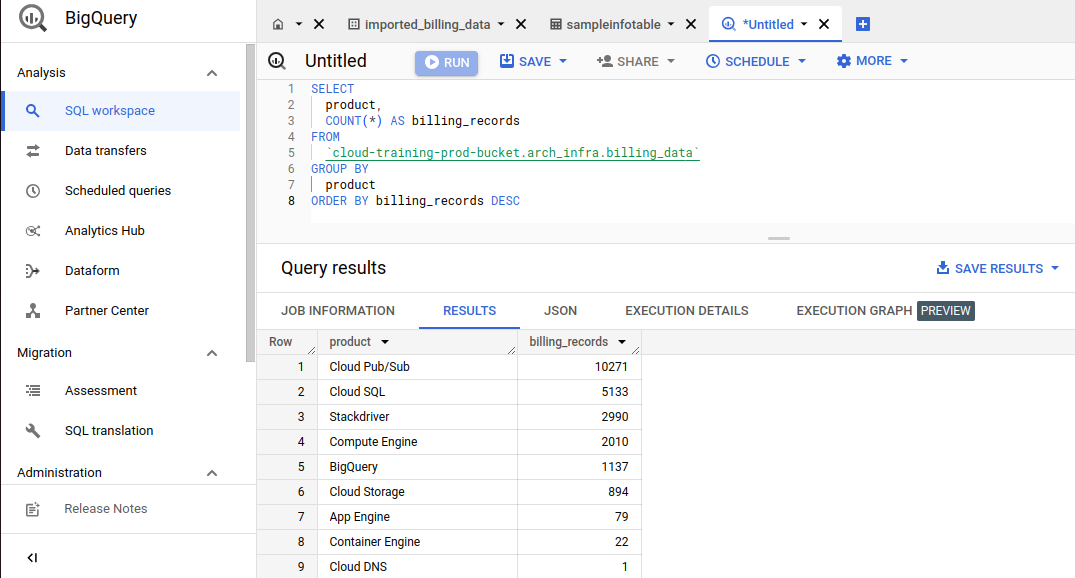 BigQuery
Analysis
SQL workspace
Data transfers
Scheduled queries
Analytics Hub
Dataform
Partner Center
Migration
Assessment
SQL translation
Administration
Release Notes
imported_billing_data sampleinfotable *Untitled
Untitled RUN SAVE SHARE SCHEDULE MORE
1 SELECT
2 product,
3 COUNT(*) AS billing_records
4 FROM
5 `cloud-training-prod-bucket.arch_infra.billing_data`
6 GROUP BY
7 product
8 ORDER BY billing_records DESC
Query results SAVE RESULTS
JOB INFORMATION RESULTS JSON EXECUTION DETAILS EXECUTION GRAPH PREVIEW
Row product billing_records
1 Cloud Pub/Sub 10271
2 Cloud SQL 5133
3 Stackdriver 2990
4 Compute Engine 2010
5 BigQuery 1137
6 Cloud Storage 894
7 App Engine 79
8 Container Engine 22
9 Cloud DNS 1